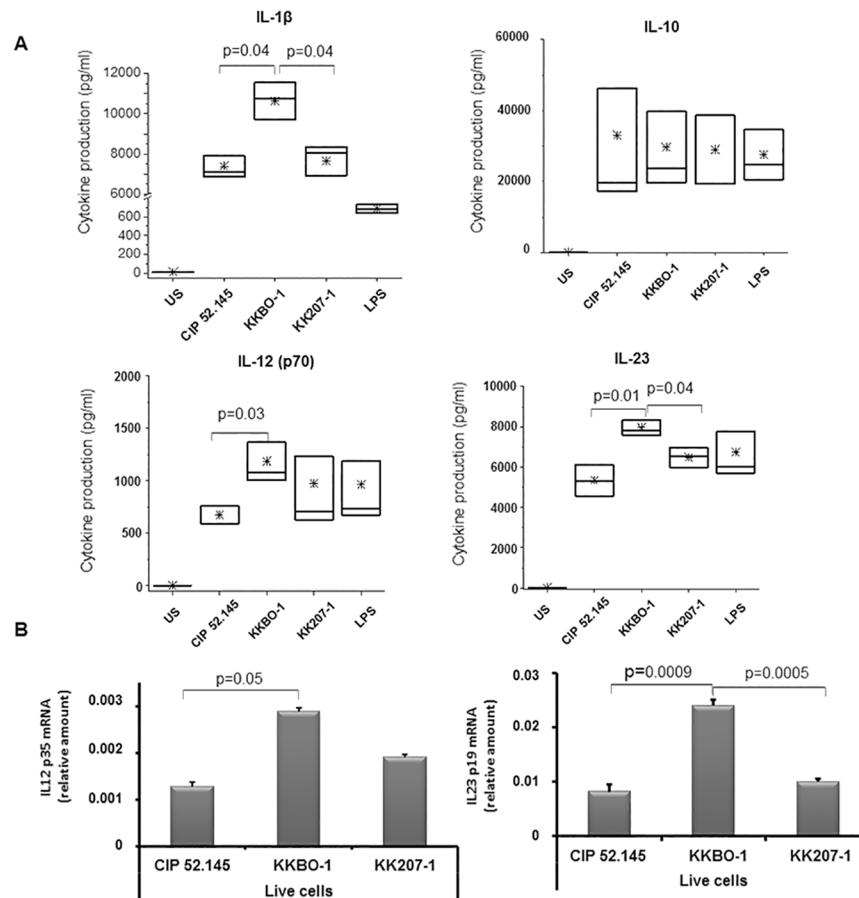 A
IL-1β
Cytokine production (pg/ml)
p=0.04
p=0.04
12000
10000
8000
6000
600
400
200
0
US
CIP 52.145
KKBO-1
KK207-1
LPS
IL-10
Cytokine production (pg/ml)
60000
40000
20000
0
US
CIP 52.145
KKBO-1
KK207-1
LPS
IL-12 (p70)
Cytokine production (pg/ml)
p=0.03
2000
1500
1000
500
0
US
CIP 52.145
KKBO-1
KK207-1
LPS
IL-23
Cytokine production (pg/ml)
p=0.01
p=0.04
10000
8000
6000
4000
2000
0
US
CIP 52.145
KKBO-1
KK207-1
LPS
B
IL12 p35 mRNA
(relative amount)
p=0.05
0.003
0.002
0.001
0
CIP 52.145
KKBO-1
KK207-1
Live cells
IL23 p19 mRNA
(relative amount)
p=0.0009
p=0.0005
0.03
0.02
0.01
0
CIP 52.145
KKBO-1
KK207-1
Live cells